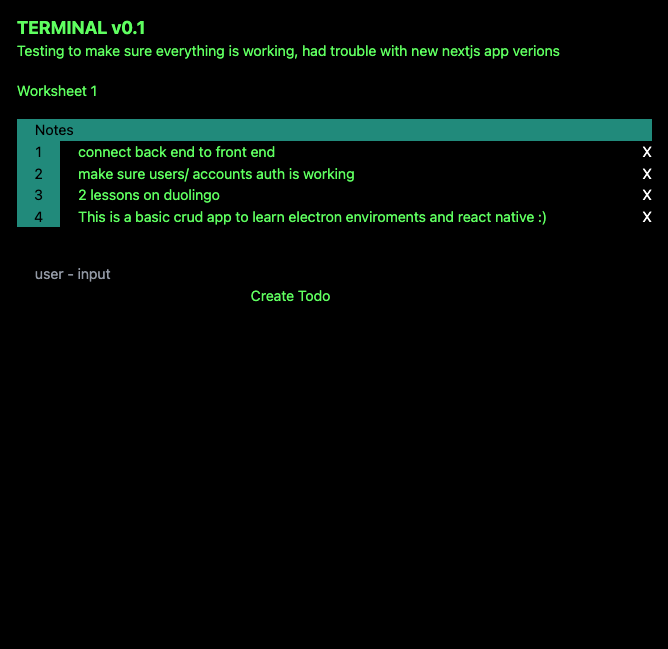 TERMINAL v0.1
Testing to make sure everything is working, had trouble with new nextjs app verions
Worksheet 1
Notes
1 connect back end to front end X
2 make sure users/ accounts auth is working X
3 2 lessons on duolingo X
4 This is a basic crud app to learn electron enviroments and react native :) X
user - input
Create Todo